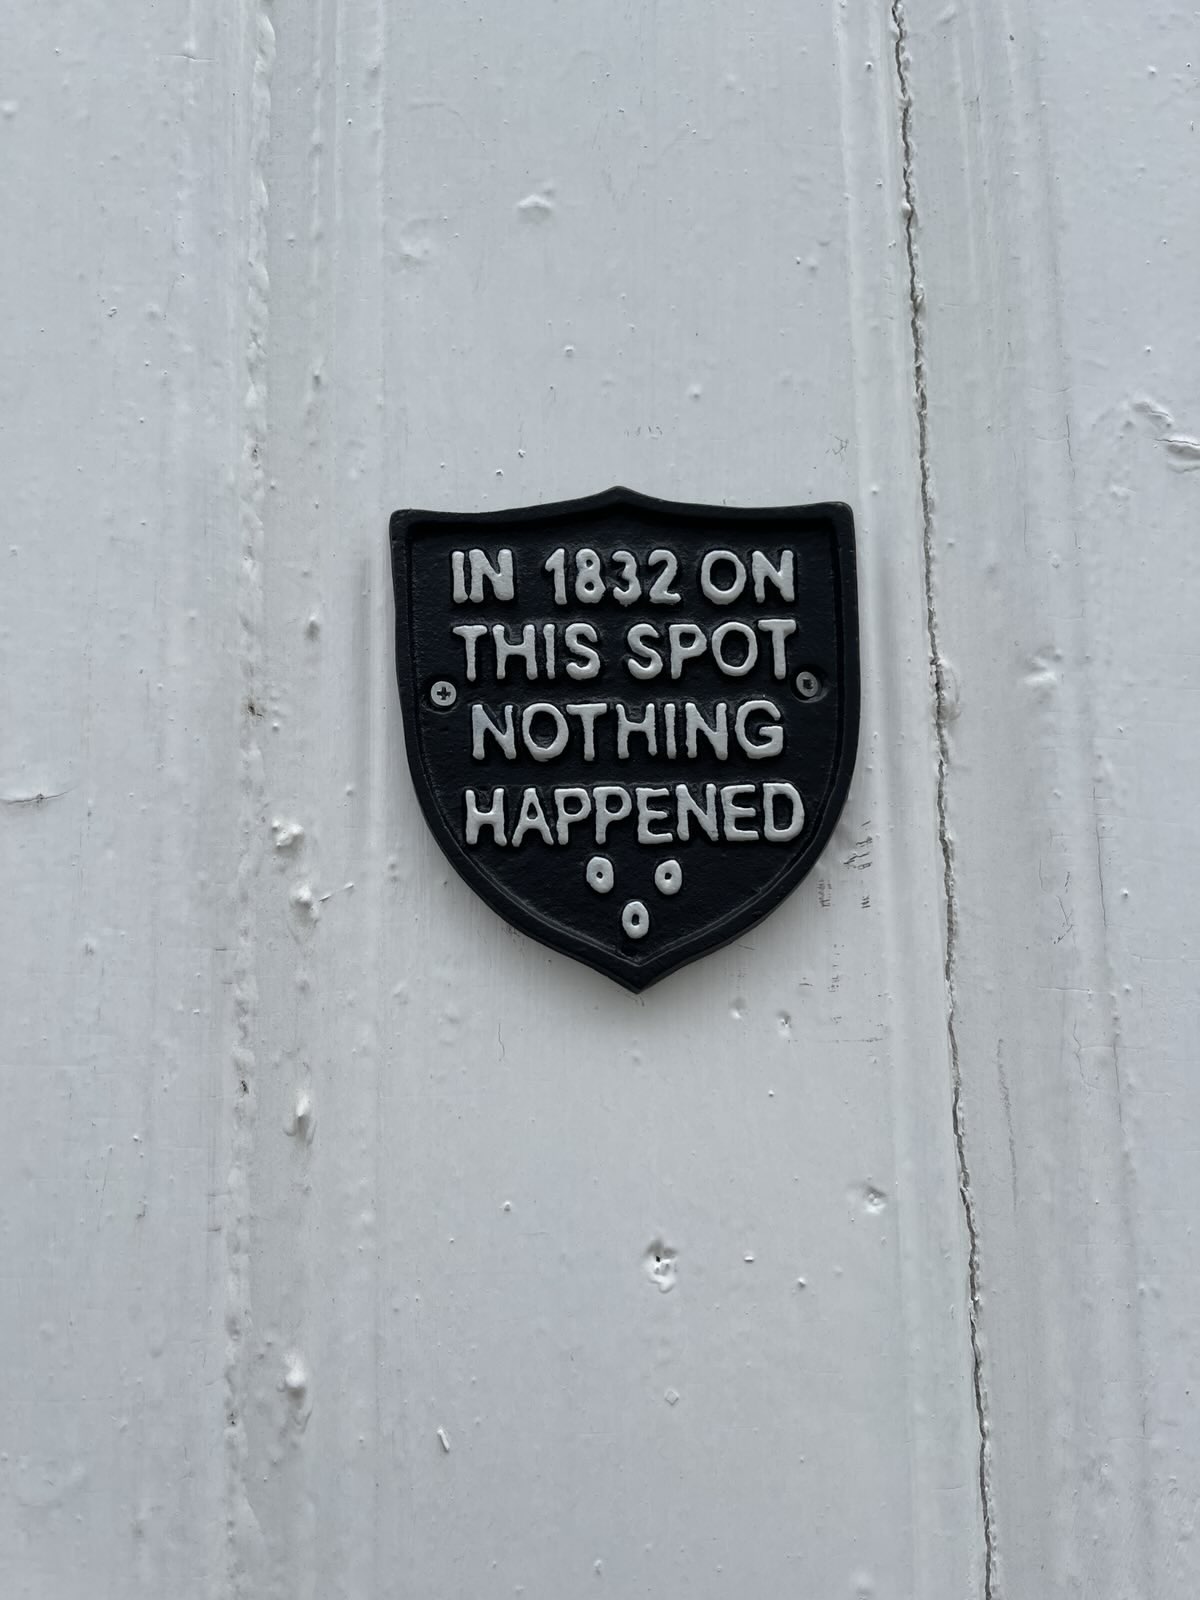 IN 1832 ON
THIS SPOT
NOTHING
HAPPENED